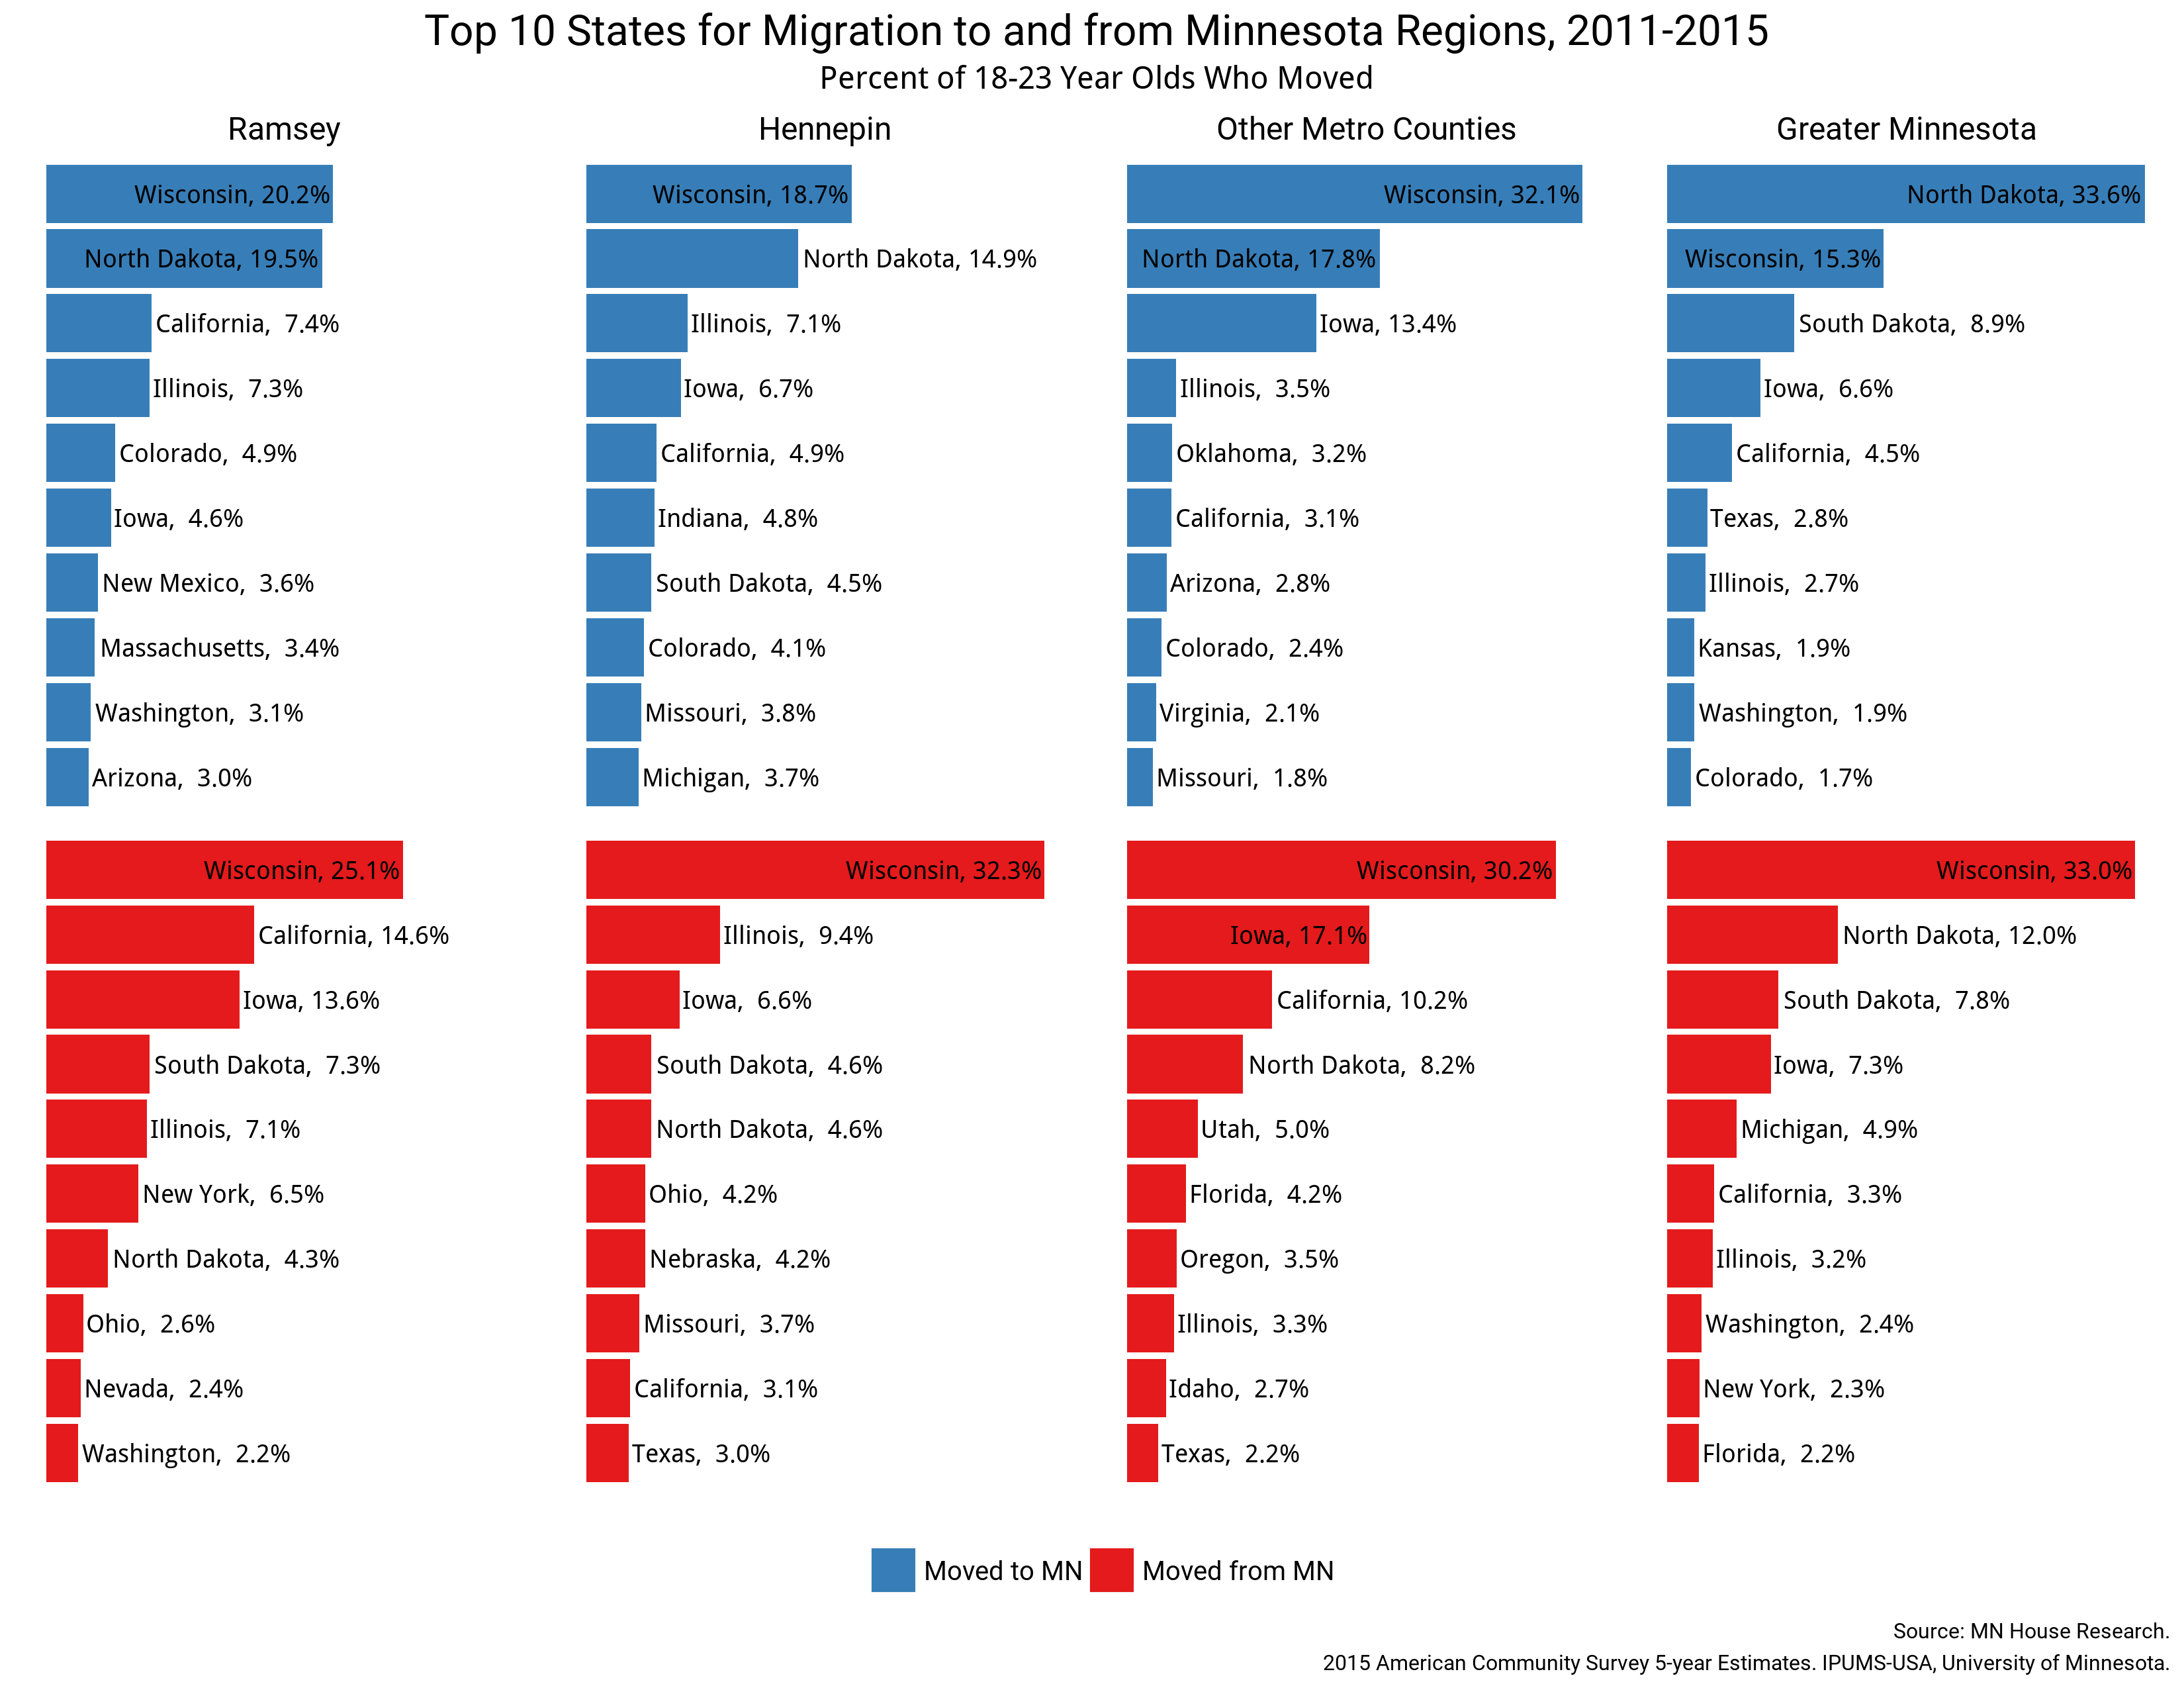 Top 10 States for Migration to and from Minnesota Regions, 2011-2015
Percent of 18-23 Year Olds Who Moved
Ramsey
Wisconsin, 20.2%
North Dakota, 19.5%
California, 7.4%
Illinois, 7.3%
Colorado, 4.9%
Iowa, 4.6%
New Mexico, 3.6%
Massachusetts, 3.4%
Washington, 3.1%
Arizona, 3.0%
Wisconsin, 25.1%
California, 14.6%
Iowa, 13.6%
South Dakota, 7.3%
Illinois, 7.1%
New York, 6.5%
North Dakota, 4.3%
Ohio, 2.6%
Nevada, 2.4%
Washington, 2.2%
Hennepin
Wisconsin, 18.7%
North Dakota, 14.9%
Illinois, 7.1%
Iowa, 6.7%
California, 4.9%
Indiana, 4.8%
South Dakota, 4.5%
Colorado, 4.1%
Missouri, 3.8%
Michigan, 3.7%
Wisconsin, 32.3%
Illinois, 9.4%
Iowa, 6.6%
South Dakota, 4.6%
North Dakota, 4.6%
Ohio, 4.2%
Nebraska, 4.2%
Missouri, 3.7%
California, 3.1%
Texas, 3.0%
Other Metro Counties
Wisconsin, 32.1%
North Dakota, 17.8%
Iowa, 13.4%
Illinois, 3.5%
Oklahoma, 3.2%
California, 3.1%
Arizona, 2.8%
Colorado, 2.4%
Virginia, 2.1%
Missouri, 1.8%
Wisconsin, 30.2%
Iowa, 17.1%
California, 10.2%
North Dakota, 8.2%
Utah, 5.0%
Florida, 4.2%
Oregon, 3.5%
Illinois, 3.3%
Idaho, 2.7%
Texas, 2.2%
Greater Minnesota
North Dakota, 33.6%
Wisconsin, 15.3%
South Dakota, 8.9%
Iowa, 6.6%
California, 4.5%
Texas, 2.8%
Illinois, 2.7%
Kansas, 1.9%
Washington, 1.9%
Colorado, 1.7%
Wisconsin, 33.0%
North Dakota, 12.0%
South Dakota, 7.8%
Iowa, 7.3%
Michigan, 4.9%
California, 3.3%
Illinois, 3.2%
Washington, 2.4%
New York, 2.3%
Florida, 2.2%
Moved to MN
Moved from MN
Source: MN House Research.
2015 American Community Survey 5-year Estimates. IPUMS-USA, University of Minnesota.